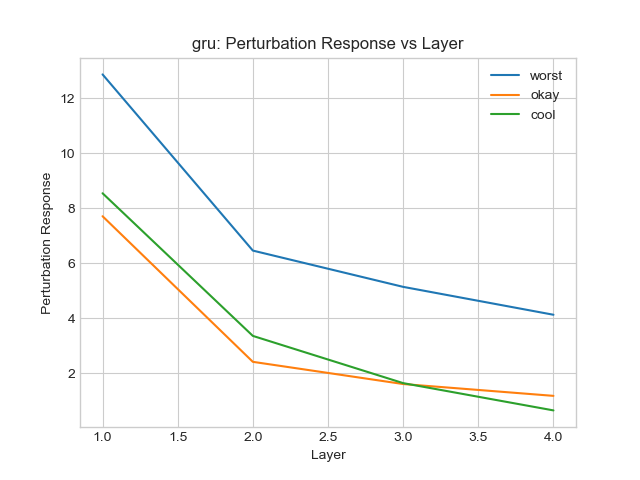 gru: Perturbation Response vs Layer
worst
okay
cool
Perturbation Response
12
10
8
6
4
2
1.0 1.5 2.0 2.5 3.0 3.5 4.0
Layer